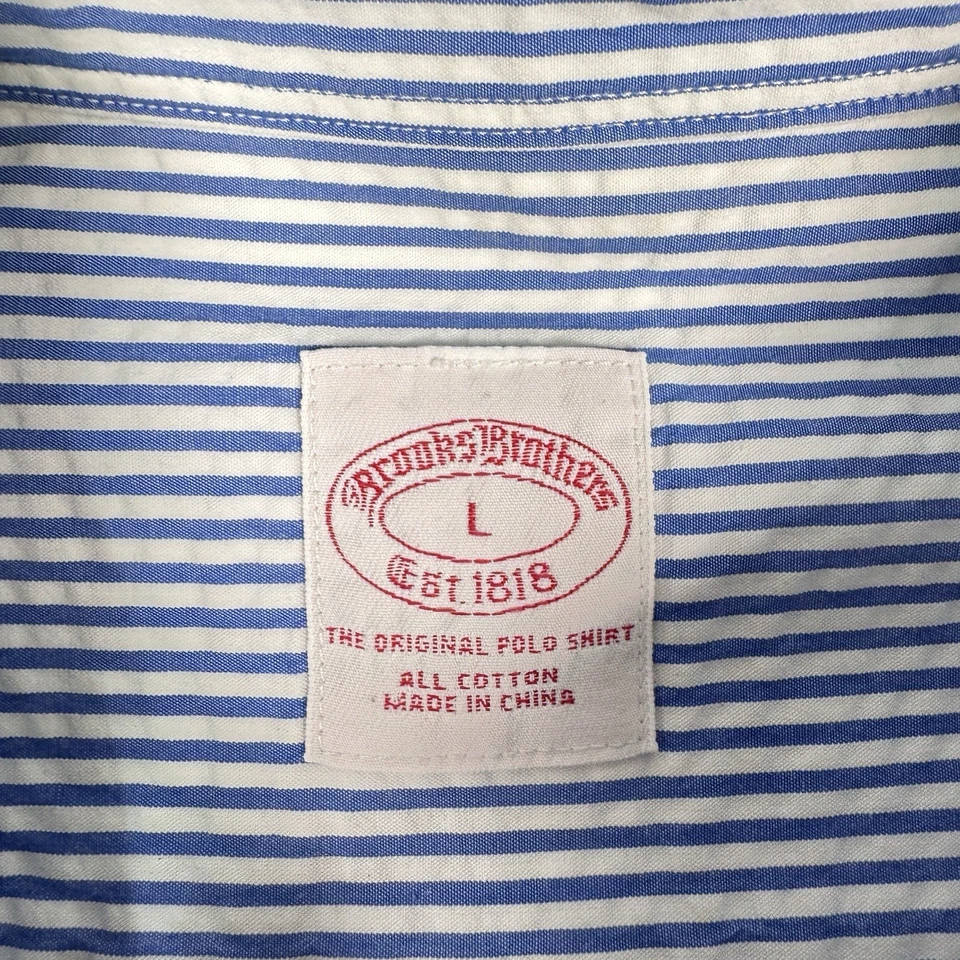 Brooks Brothers
L
Est. 1818
THE ORIGINAL POLO SHIRT
ALL COTTON
MADE IN CHINA